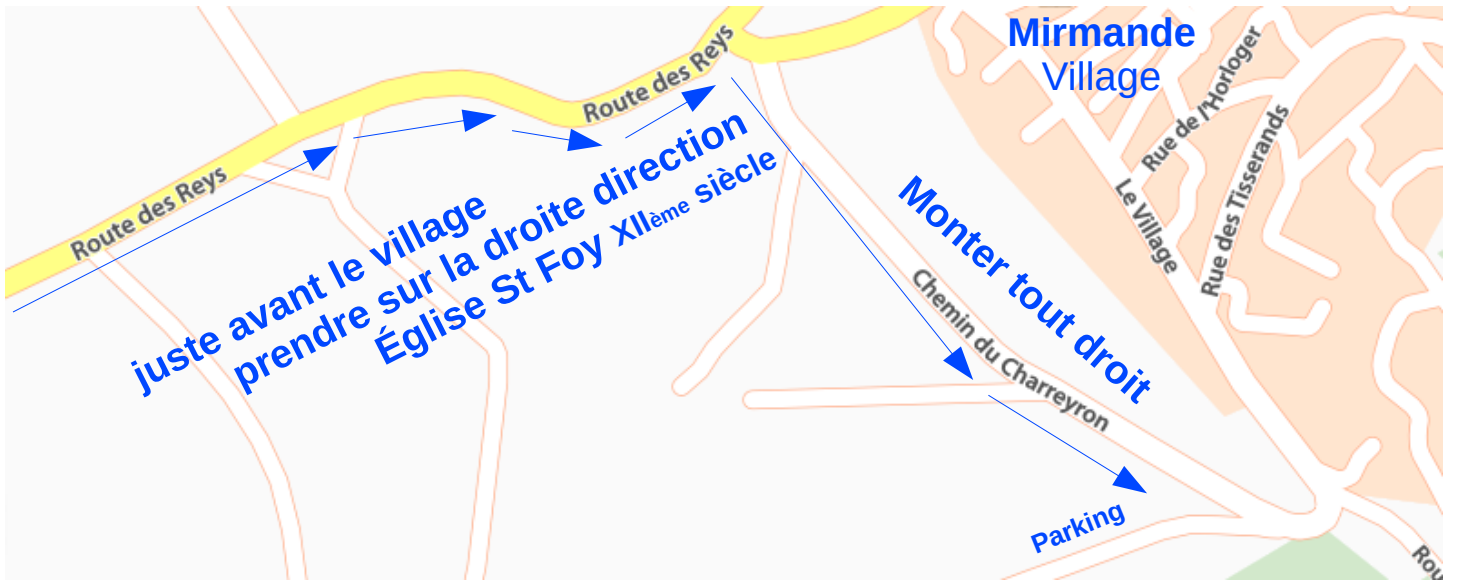 Mirmande
Village
Route des Reys
Route des Reys
juste avant le village
prendre sur la droite direction
Église St Foy XIIème siècle
Monter tout droit
Chemin du Charreyron
Parking
Rue de l'Horloger
Rue des Tisserands
Le Village